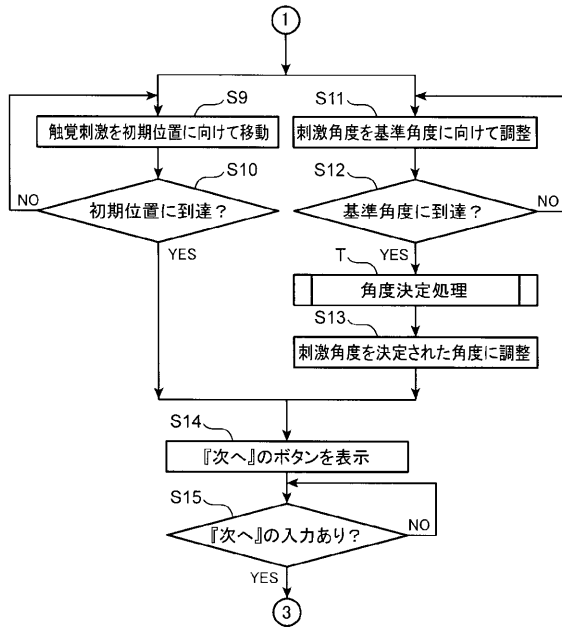 1
S9
触覚刺激を初期位置に向けて移動
S10
初期位置に到達？
NO
YES
S11
刺激角度を基準角度に向けて調整
S12
基準角度に到達？
NO
YES
T
角度決定処理
S13
刺激角度を決定された角度に調整
S14
『次へ』のボタンを表示
S15
『次へ』の入力あり？
NO
YES
3